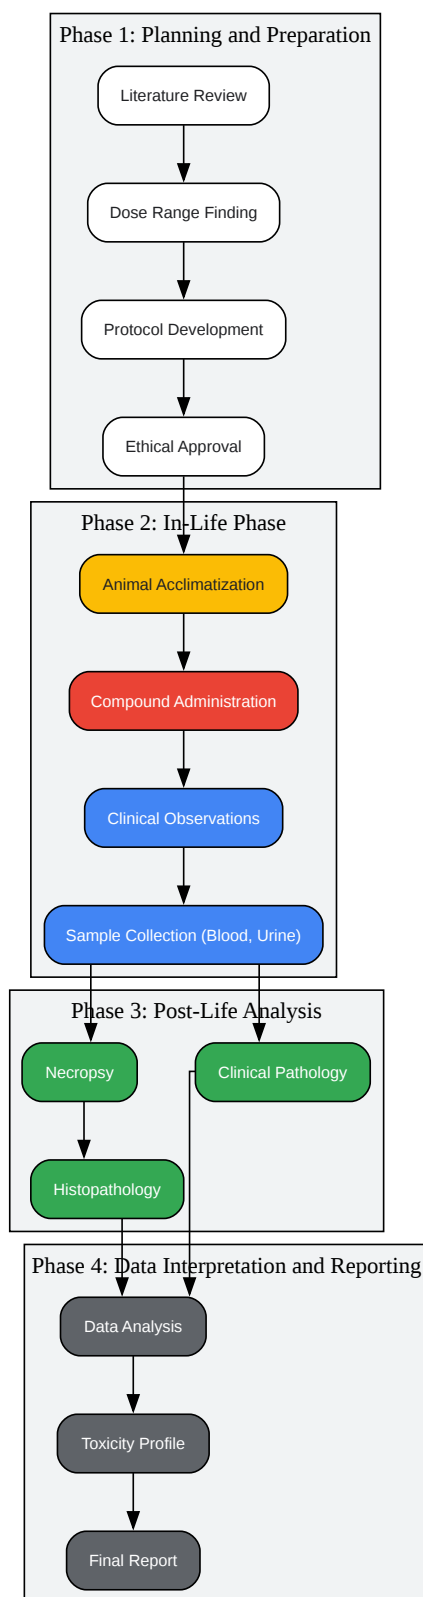 Phase 1: Planning and Preparation
Literature Review
Dose Range Finding
Protocol Development
Ethical Approval
Phase 2: In-Life Phase
Animal Acclimatization
Compound Administration
Clinical Observations
Sample Collection (Blood, Urine)
Phase 3: Post-Life Analysis
Necropsy
Clinical Pathology
Histopathology
Phase 4: Data Interpretation and Reporting
Data Analysis
Toxicity Profile
Final Report